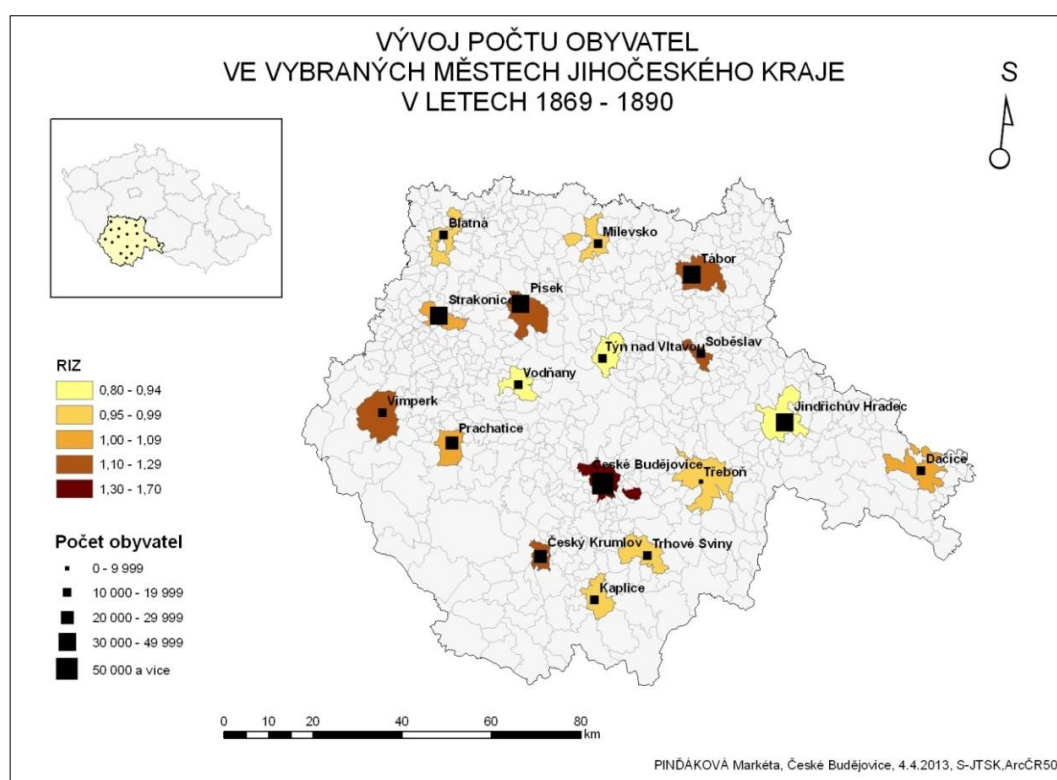 VÝVOJ POČTU OBYVATEL
VE VYBRANÝCH MĚSTECH JIHOČESKÉHO KRAJE
V LETECH 1869 - 1890
S
Blatná
Milevsko
Tábor
Písek
Strakonice
Soběslav
Týn nad Vltavou
Vodňany
Vimperk
Jindřichův Hradec
Prachatice
České Budějovice
Třeboň
Dačice
Český Krumlov
Trhové Sviny
Kaplice
RIZ
0,80 - 0,94
0,95 - 0,99
1,00 - 1,09
1,10 - 1,29
1,30 - 1,70
Počet obyvatel
0 - 9 999
10 000 - 19 999
20 000 - 29 999
30 000 - 49 999
50 000 a více
0 10 20 40 60 80
km
PINĎÁKOVÁ Markéta, České Budějovice, 4.4.2013, S-JTSK,ArcČR50